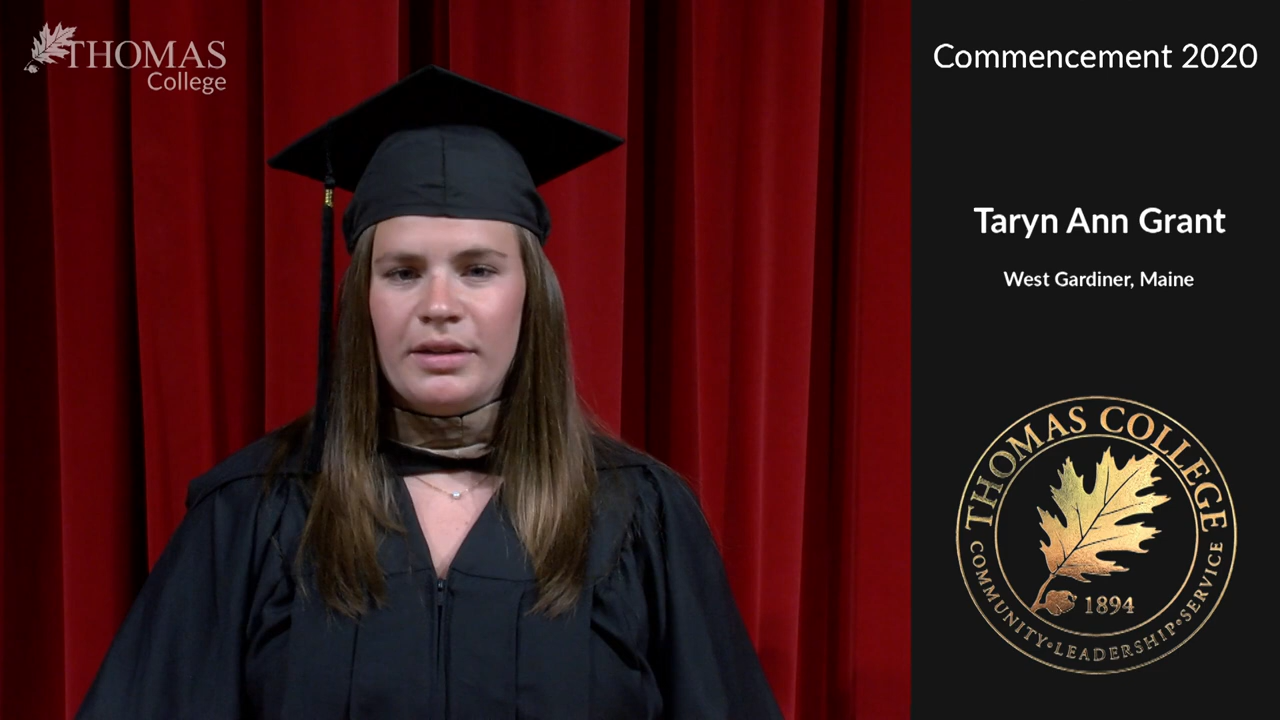 THOMAS
College
Commencement 2020
Taryn Ann Grant
West Gardiner, Maine
THOMAS COLLEGE
1894
COMMUNITY•LEADERSHIP•SERVICE